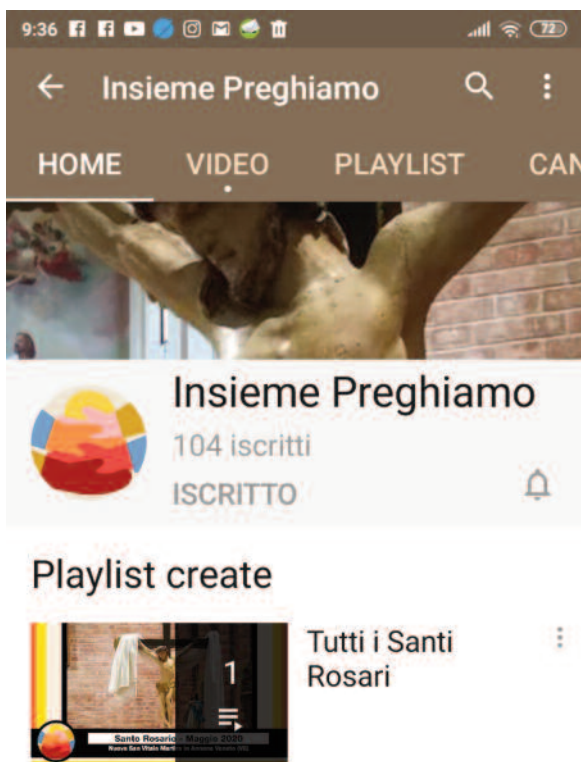 9:36
72
Insieme Preghiamo
HOME VIDEO PLAYLIST CAN
Insieme Preghiamo
104 iscritti
ISCRITTO
Playlist create
1
Tutti i Santi
Rosari
Santo Rosario - Maggio 2020